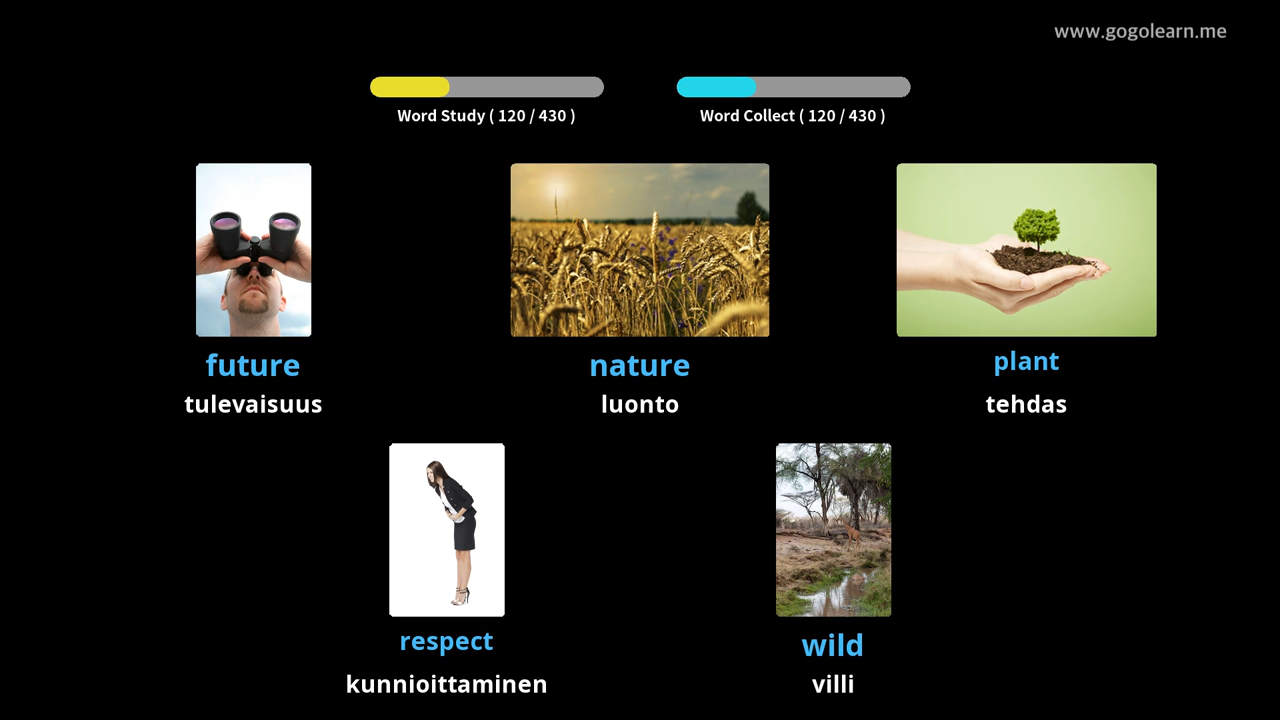 www.gogolearn.me
Word Study ( 120 / 430 )
Word Collect ( 120 / 430 )
future
nature
plant
tulevaisuus
luonto
tehdas
respect
wild
kunnioittaminen
villi